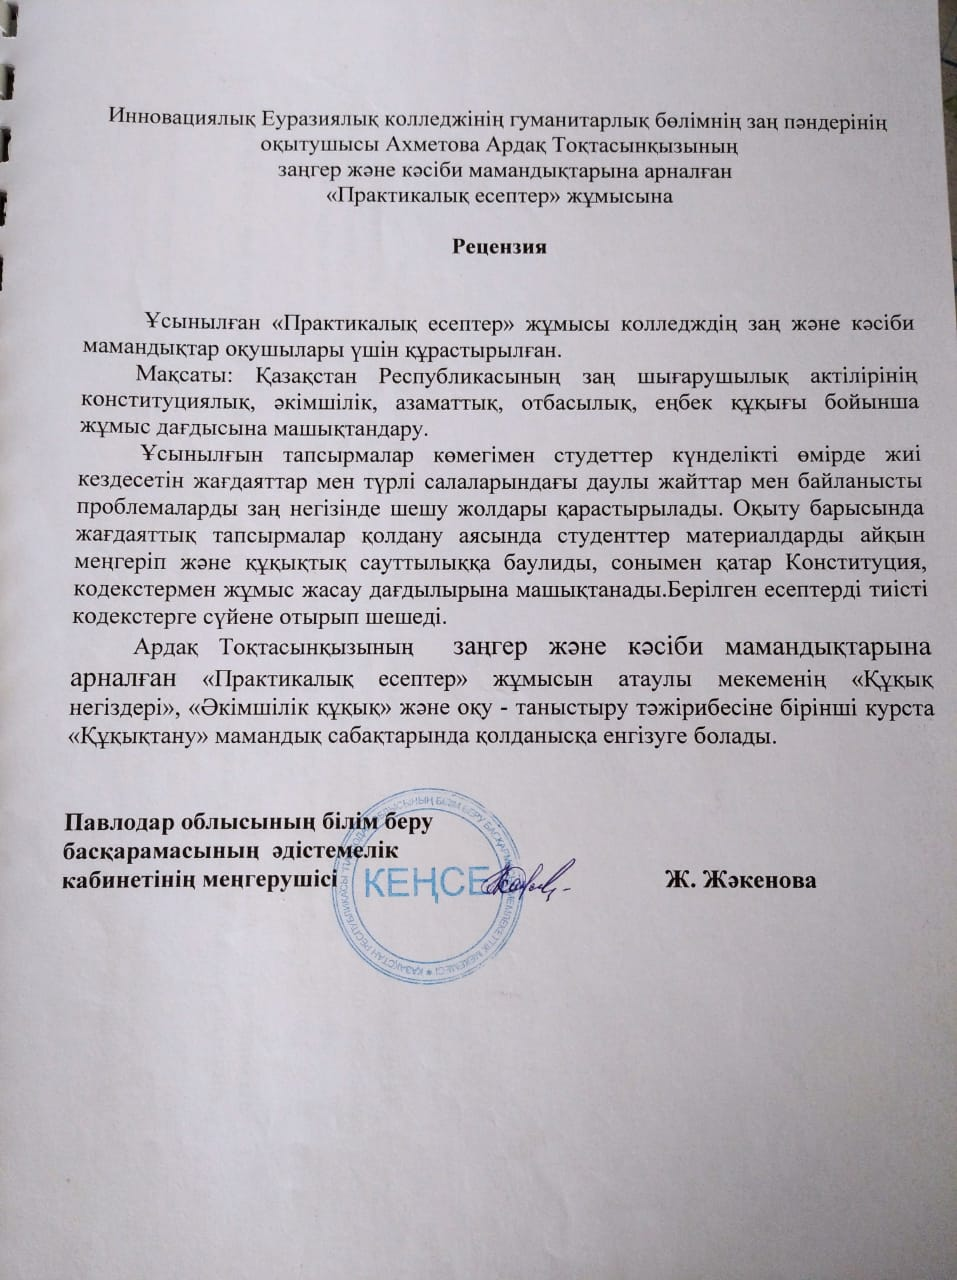 Инновациялық Еуразиялық колледжінің гуманитарлық бөлімнің заң пәндерінің
оқытушысы Ахметова Ардақ Тоқтасынқызының
заңгер және кәсіби мамандықтарына арналған
«Практикалық есептер» жұмысына
Рецензия
Ұсынылған «Практикалық есептер» жұмысы колледждің заң және кәсіби
мамандықтар оқушылары үшін құрастырылған.
Мақсаты: Қазақстан Республикасының заң шығарушылық актілірінің
конституциялық, әкімшілік, азаматтық, отбасылық, еңбек құқығы бойынша
жұмыс дағдысына машықтандару.
Ұсынылғын тапсырмалар көмегімен студеттер күнделікті өмірде жиі
кездесетін жағдаяттар мен түрлі салаларындағы даулы жайттар мен байланысты
проблемаларды заң негізінде шешу жолдары қарастырылады. Оқыту барысында
жағдаяттық тапсырмалар қолдану аясында студенттер материалдарды айқын
меңгеріп және құқықтық сауттылыққа баулиды, сонымен қатар Конституция,
кодекстермен жұмыс жасау дағдылырына машықтанады.Берілген есептерді тиісті
кодекстерге сүйене отырып шешеді.
Ардақ Тоқтасынқызының заңгер және кәсіби мамандықтарына
арналған «Практикалық есептер» жұмысын атаулы мекеменің «Құқық
негіздері», «Әкімшілік құқық» және оқу - таныстыру тәжірибесіне бірінші курста
«Құқықтану» мамандық сабақтарында қолданысқа енгізуге болады.
Павлодар облысының білім беру
басқарамасының әдістемелік
кабинетінің меңгерушісі
Ж. Жәкенова
КЕҢСЕ